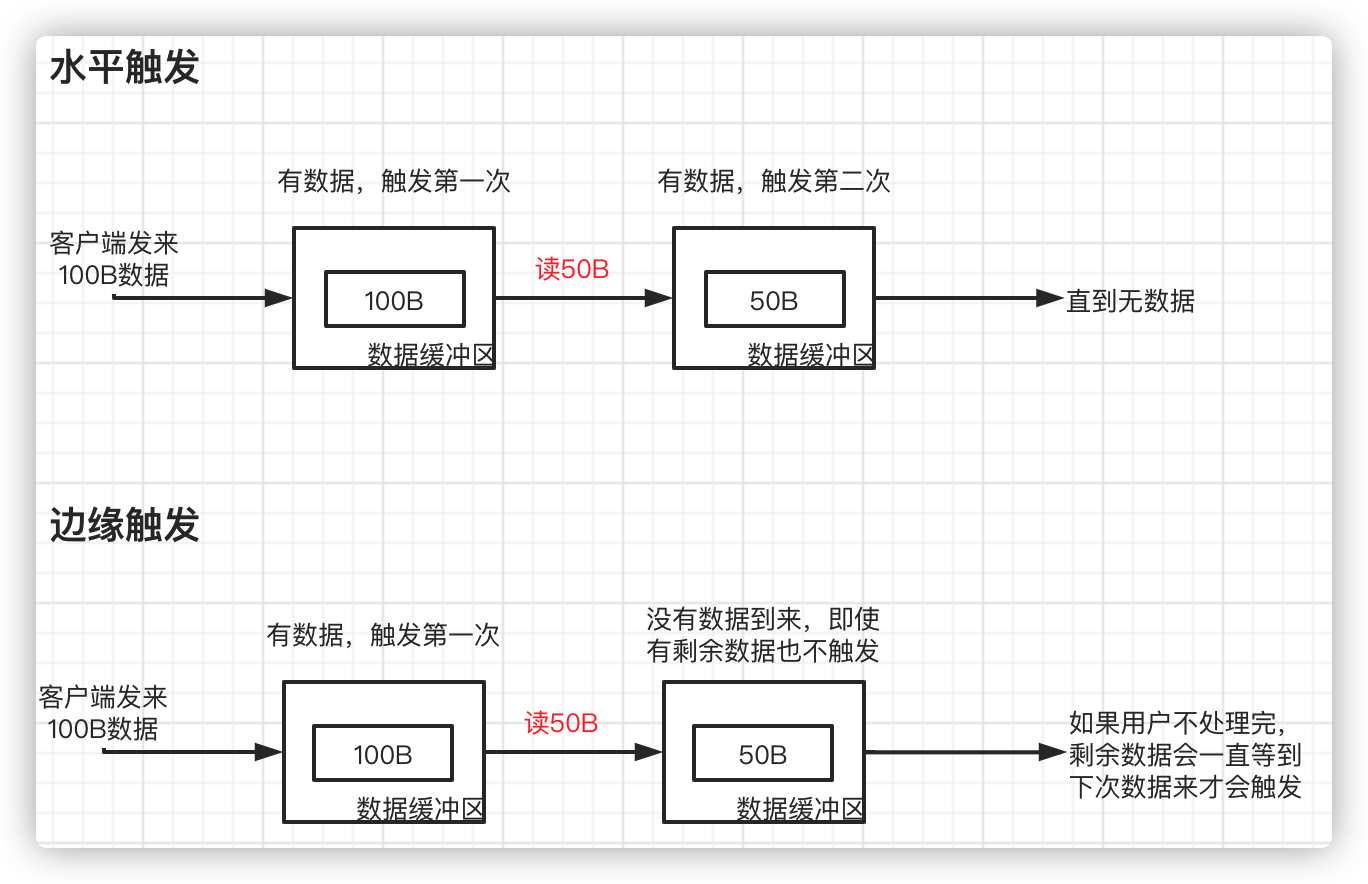 水平触发
有数据，触发第一次
有数据，触发第二次
客户端发来
100B数据
读50B
100B
50B
直到无数据
数据缓冲区
数据缓冲区
边缘触发
没有数据到来，即使
有剩余数据也不触发
有数据，触发第一次
客户端发来
100B数据
读50B
100B
50B
如果用户不处理完，
剩余数据会一直等到
下次数据来才会触发
数据缓冲区
数据缓冲区